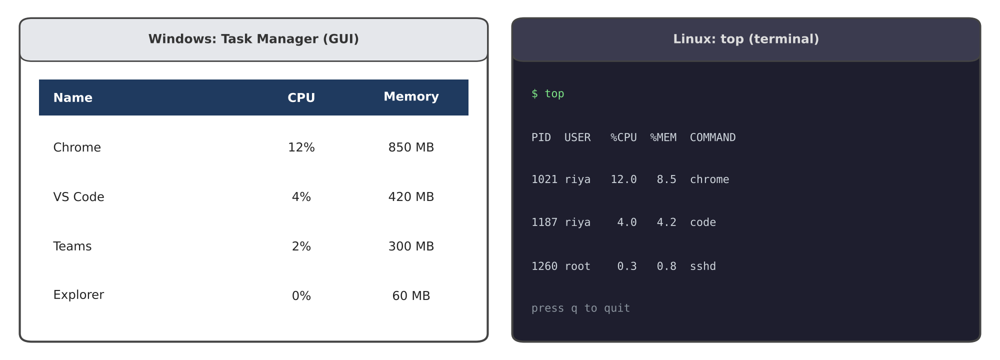 Windows: Task Manager (GUI)
Name CPU Memory
Chrome 12% 850 MB
VS Code 4% 420 MB
Teams 2% 300 MB
Explorer 0% 60 MB
Linux: top (terminal)
$ top
PID  USER   %CPU  %MEM  COMMAND
1021 riya   12.0   8.5  chrome
1187 riya    4.0   4.2  code
1260 root    0.3   0.8  sshd
press q to quit